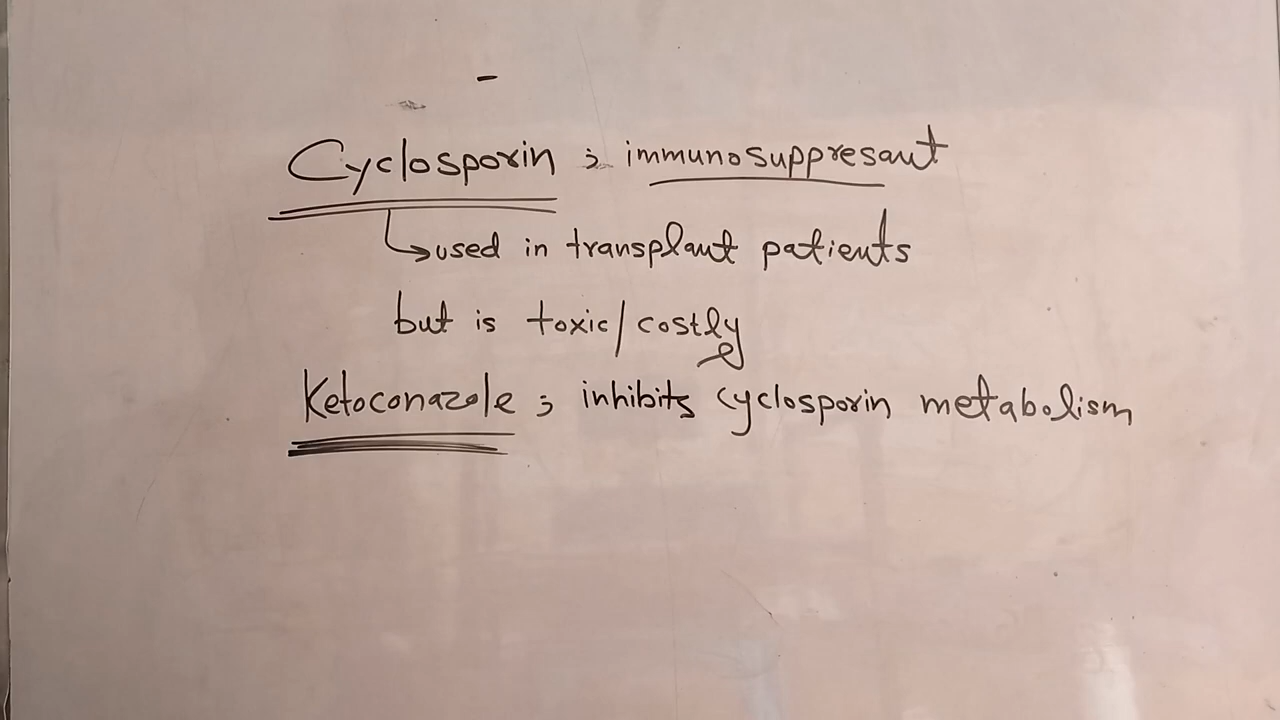 Cyclosporin : immunosuppresant
↳used in transplant patients
but is toxic/costly
Ketoconazole ; inhibits cyclosporin metabolism